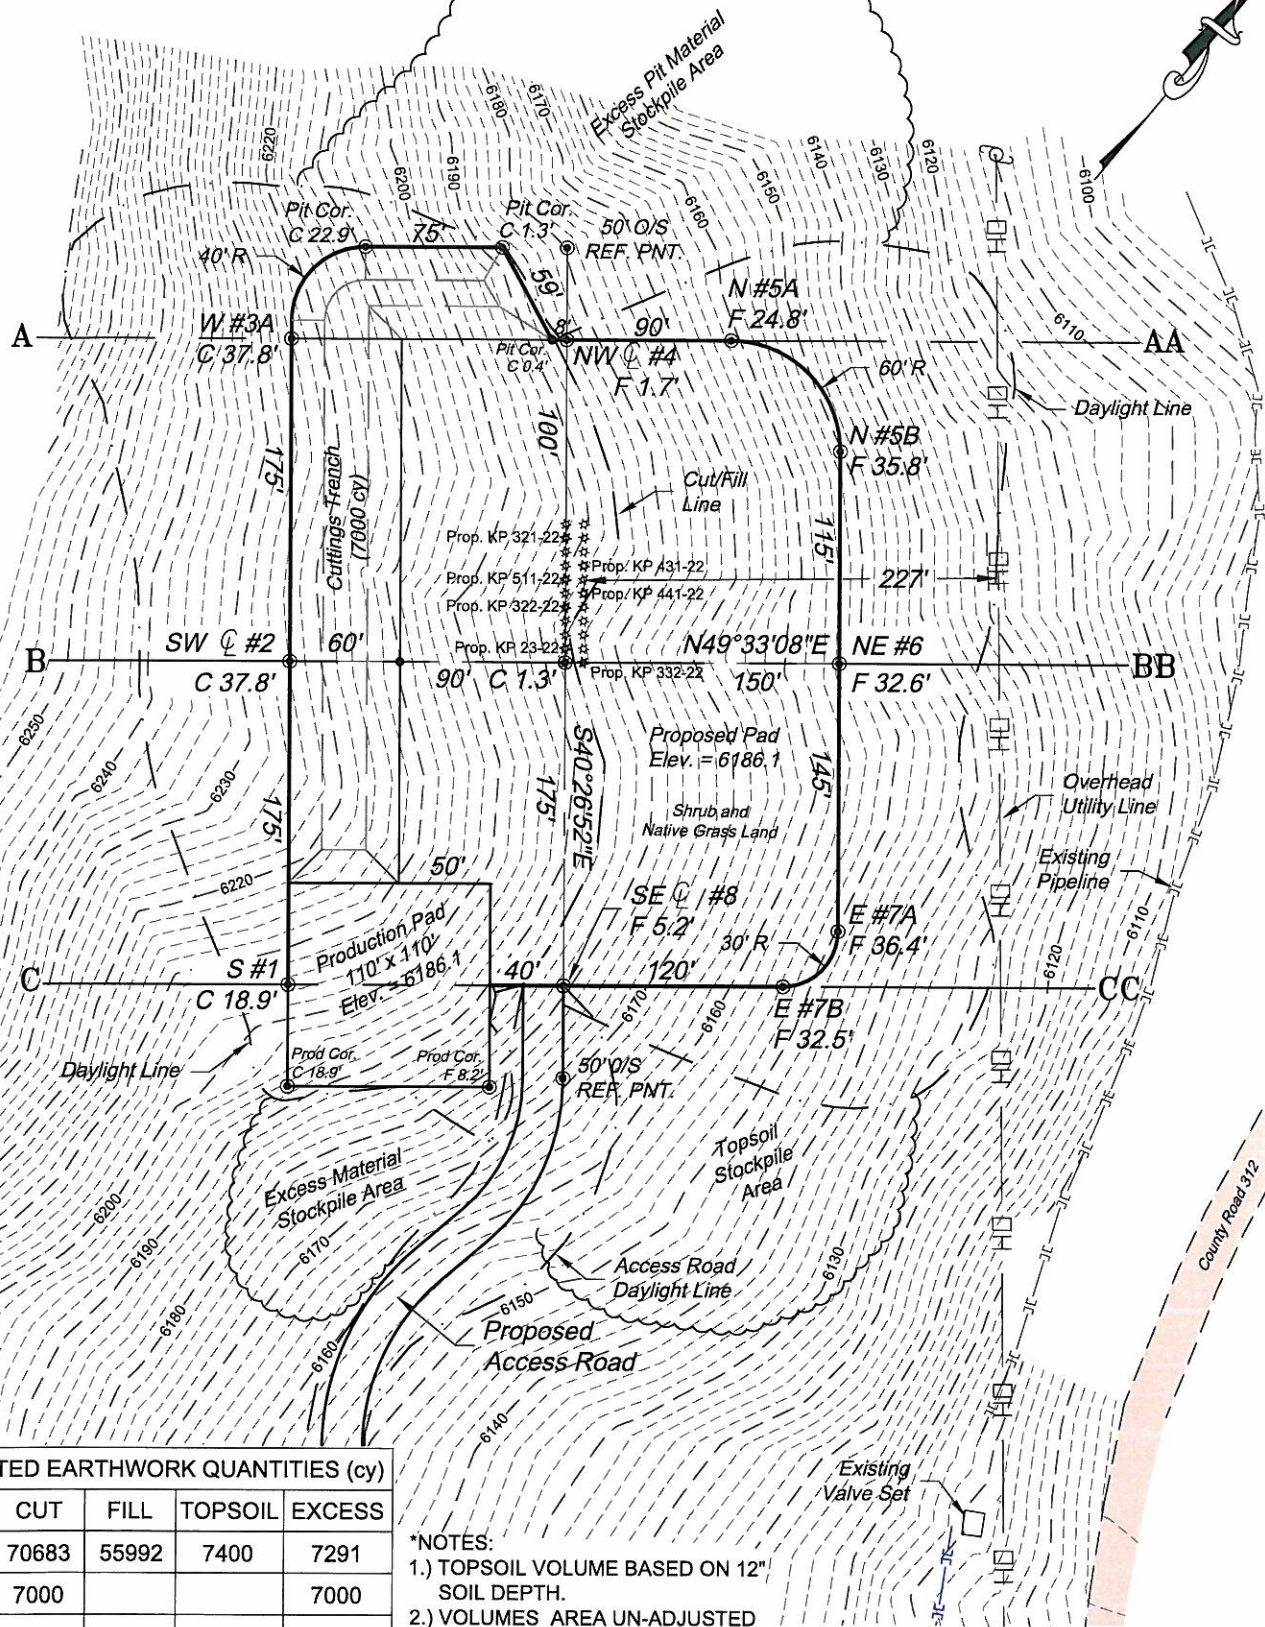 Excess Pit Material
Stockpile Area
6180
6170
6220
6200
6190
6140
6130
6120
6150
6160
6100
Pit Cor.
C 22.9'
75'
Pit Cor.
C 1.3'
50' O/S
REF. PNT.
40' R
59'
N #5A
F 24.8'
6110
A
W #3A
C 37.8'
8'
90'
Pit Cor.
C 0.4'
NW ℄ #4
F 1.7'
AA
60' R
Daylight Line
100'
N #5B
F 35.8'
175'
Cuttings Trench
(7000 cy)
Cut/Fill
Line
115'
Prop. KP 321-22
Prop. KP 431-22
Prop. KP 511-22
227'
Prop. KP 441-22
Prop. KP 322-22
Prop. KP 23-22
Prop. KP 332-22
B
SW ℄ #2
C 37.8'
60'
90'
C 1.3'
N49°33'08"E
150'
NE #6
F 32.6'
BB
6250
6240
6230
Proposed Pad
Elev. = 6186.1
S40°26'52"E
175'
175'
145'
Shrub and
Native Grass Land
Overhead
Utility Line
Existing
Pipeline
6220
50'
SE ℄ #8
F 5.2'
30' R
E #7A
F 36.4'
6110
6120
Production Pad
110' x 110'
Elev. = 6186.1
C
S #1
C 18.9'
40'
120'
CC
6170
6160
E #7B
F 32.5'
Daylight Line
Prod Cor.
C 18.9'
Prod Cor.
F 8.2'
50' O/S
REF. PNT.
Topsoil
Stockpile
Area
Excess Material
Stockpile Area
County Road 312
6200
6190
6180
6170
6160
6150
6130
Access Road
Daylight Line
Proposed
Access Road
6140
Existing
Valve Set
TED EARTHWORK QUANTITIES (cy)
CUT FILL TOPSOIL EXCESS
70683 55992 7400 7291
7000 7000
*NOTES:
1.) TOPSOIL VOLUME BASED ON 12"
SOIL DEPTH.
2.) VOLUMES AREA UN-ADJUSTED